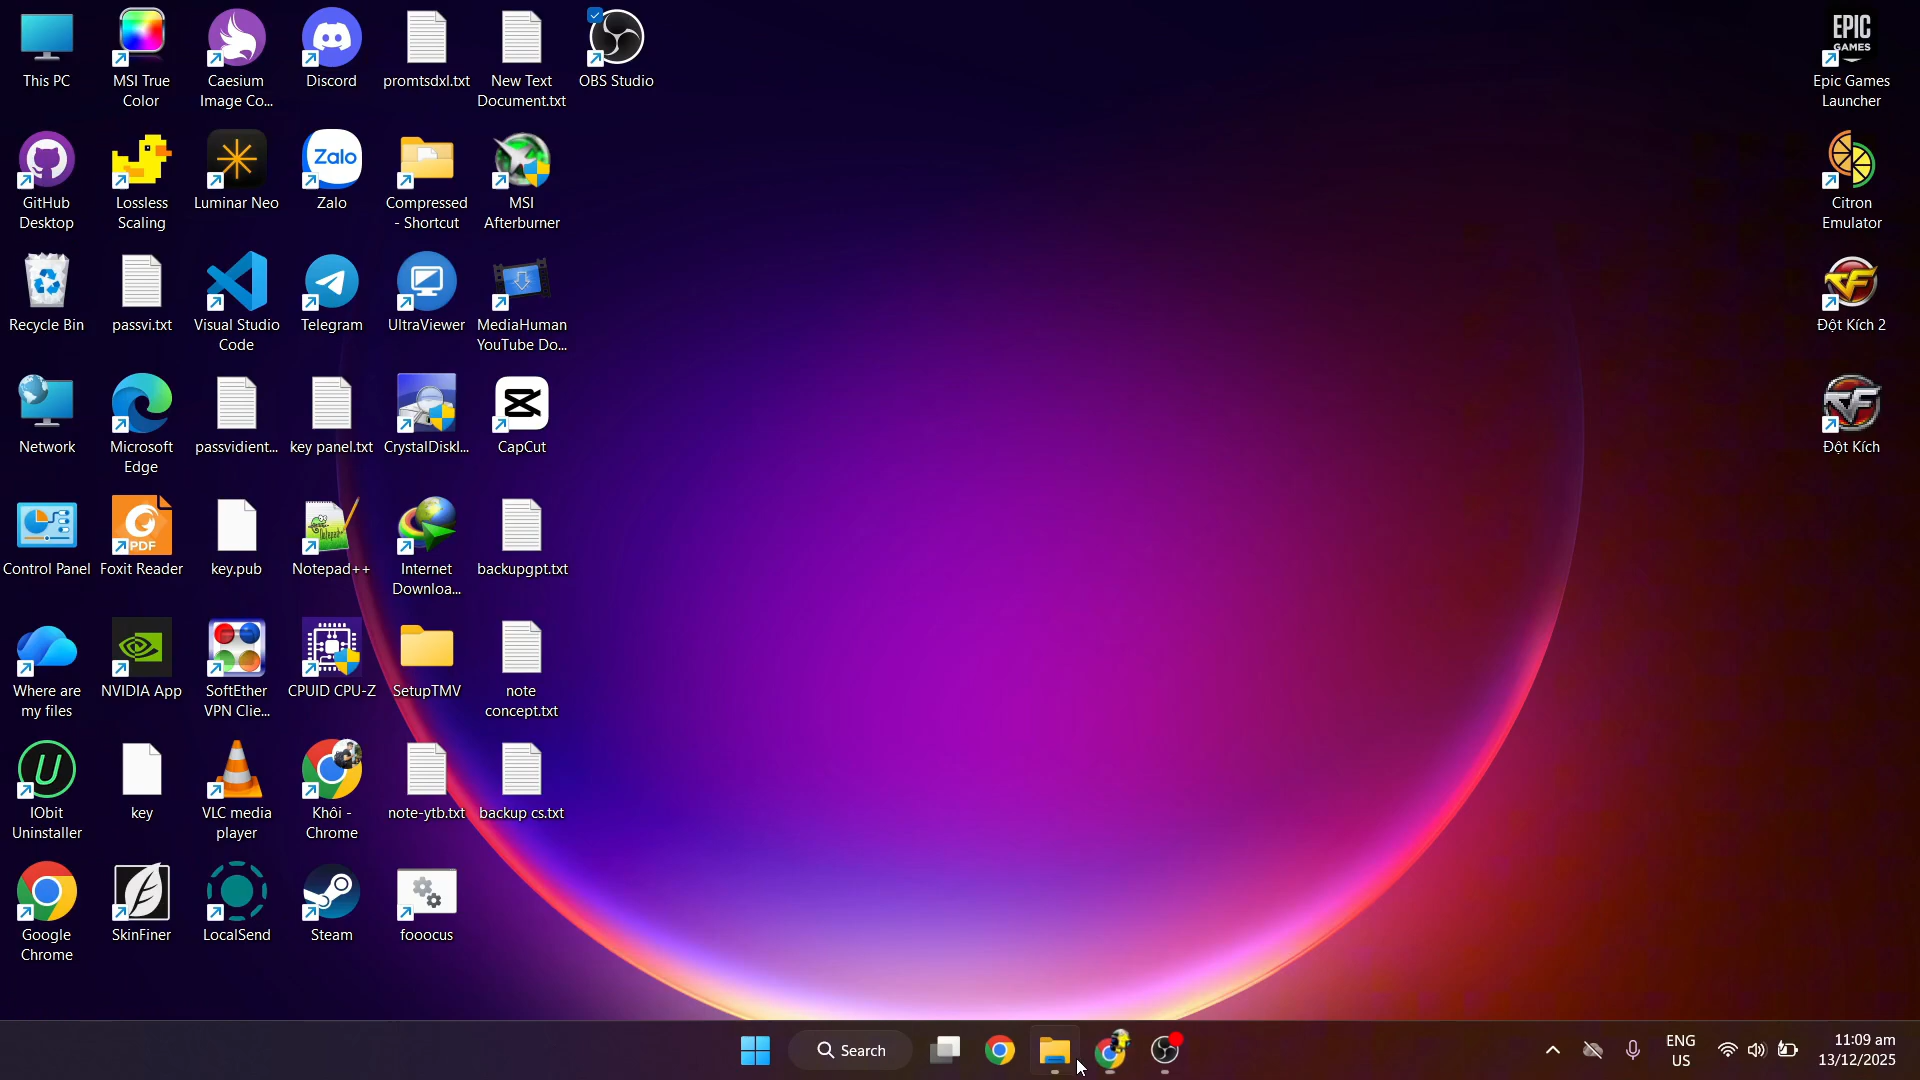 This PC
MSI True
Color
Caesium
Image Co...
Discord
promtsdxl.txt
New Text
Document.txt
OBS Studio
EPIC
GAMES
Epic Games
Launcher
GitHub
Desktop
Lossless
Scaling
Luminar Neo
Zalo
Zalo
Compressed
- Shortcut
MSI
Afterburner
Citron
Emulator
Recycle Bin
passvi.txt
Visual Studio
Code
Telegram
UltraViewer
MediaHuman
YouTube Do...
CF
Đột Kích 2
Network
Microsoft
Edge
passvidient...
key panel.txt
CrystalDiskI...
CapCut
CF
Đột Kích
Control Panel
PDF
Foxit Reader
key.pub
Notepad++
Internet
Downloa...
backupgpt.txt
Where are
my files
NVIDIA App
SoftEther
VPN Clie...
CPUID CPU-Z
SetupTMV
note
concept.txt
U
IObit
Uninstaller
key
VLC media
player
Khôi -
Chrome
note-ytb.txt
backup cs.txt
Google
Chrome
SkinFiner
LocalSend
Steam
fooocus
Search
ENG
US
11:09 am
13/12/2025